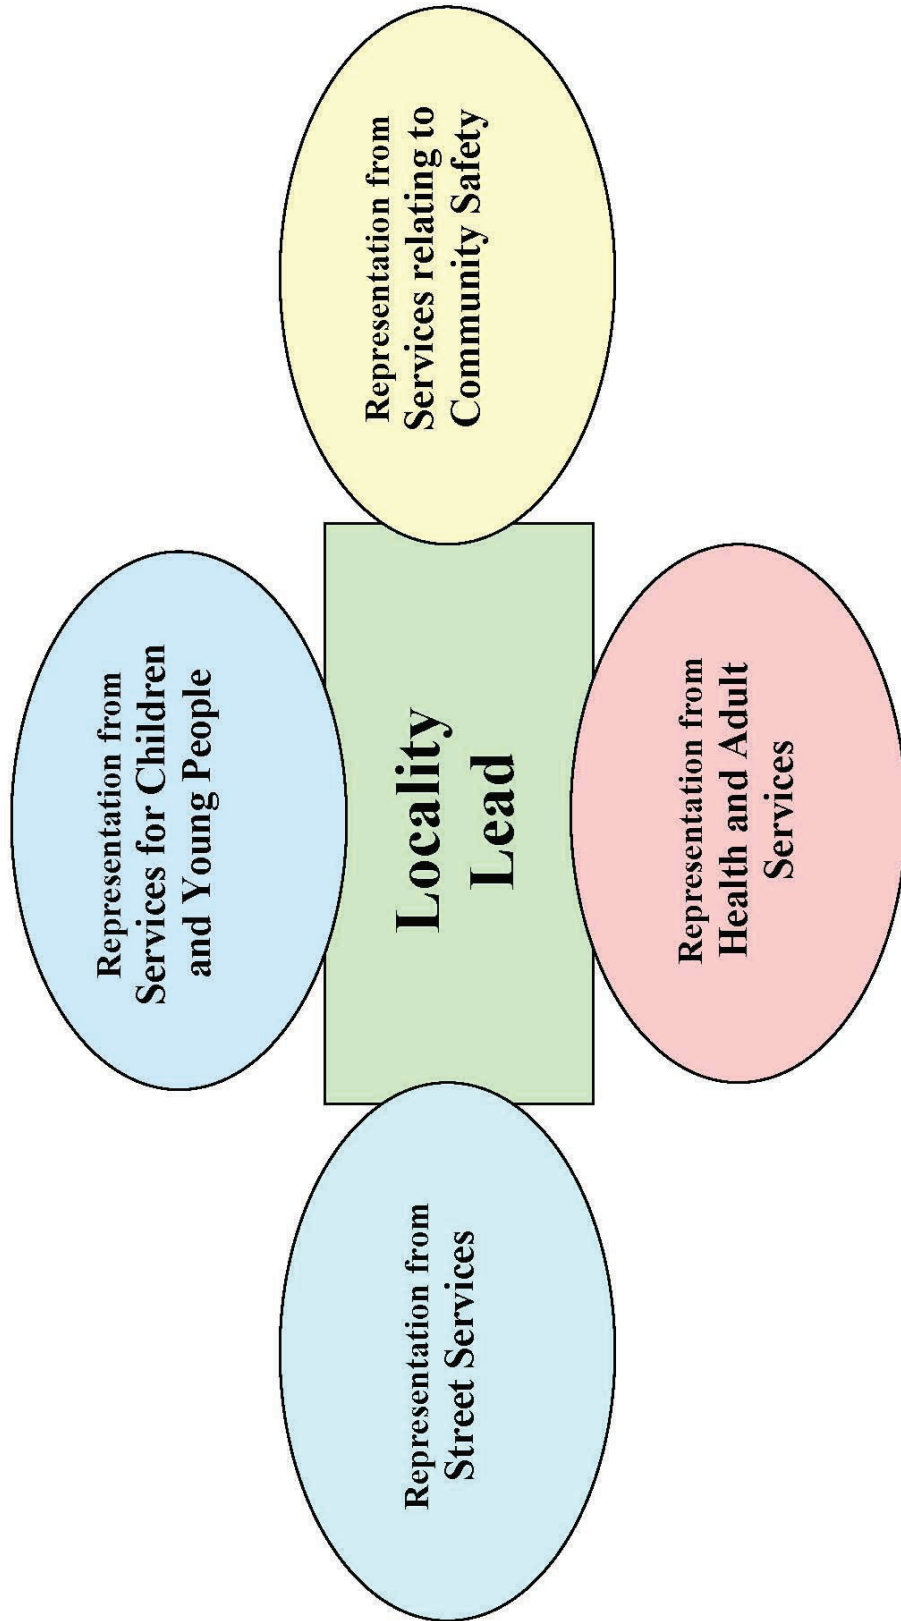 Representation from
Services for Children
and Young People
Representation from
Street Services
Locality
Lead
Representation from
Services relating to
Community Safety
Representation from
Health and Adult
Services